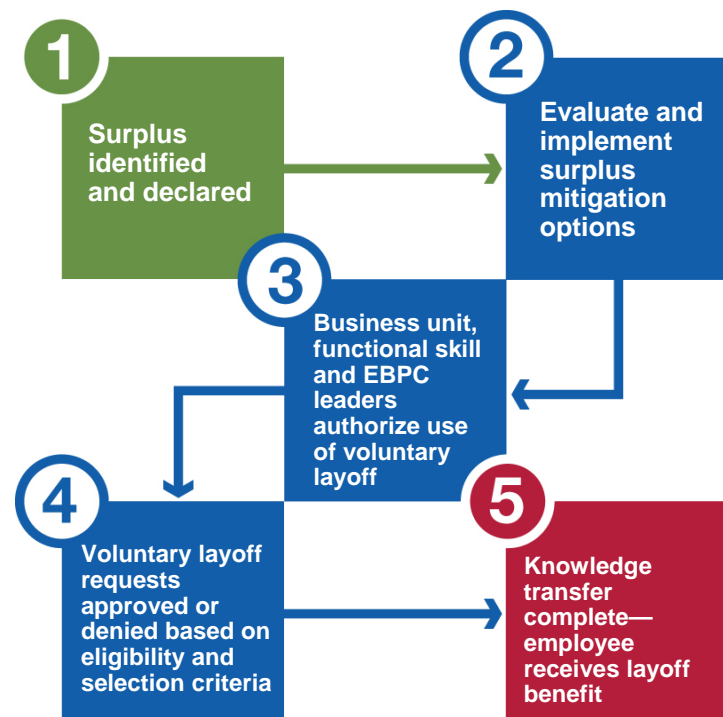 1
Surplus
identified
and declared
2
Evaluate and
implement
surplus
mitigation
options
3
Business unit,
functional skill
and EBPC
leaders
authorize use
of voluntary
layoff
4
Voluntary layoff
requests
approved or
denied based on
eligibility and
selection criteria
5
Knowledge
transfer
complete—
employee
receives layoff
benefit